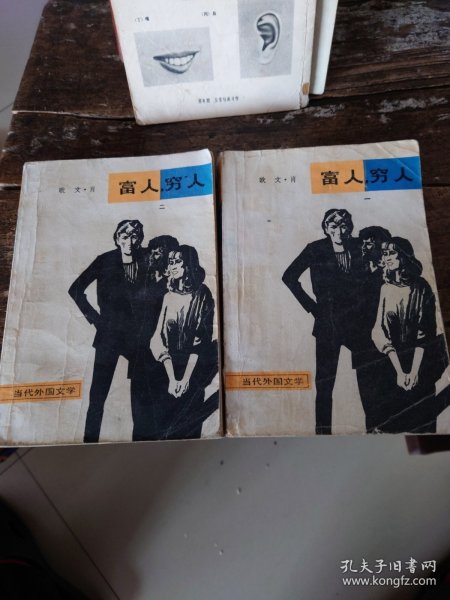 欧文·肖
富人,穷人
二
当代外国文学
欧文·肖
富人,穷人
一
当代外国文学
孔夫子旧书网
www.kongfz.com